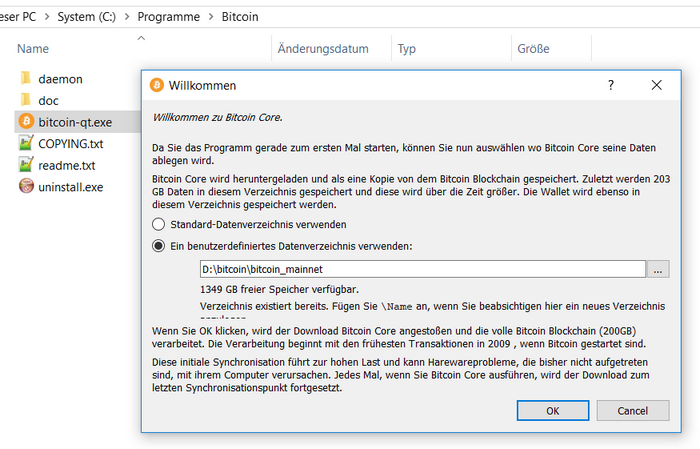 eser PC > System (C:) > Programme > Bitcoin
Name Änderungsdatum Typ Größe
daemon
doc
bitcoin-qt.exe
COPYING.txt
readme.txt
uninstall.exe
Willkommen ?
Willkommen zu Bitcoin Core.
Da Sie das Programm gerade zum ersten Mal starten, können Sie nun auswählen wo Bitcoin Core seine Daten
ablegen wird.
Bitcoin Core wird heruntergeladen und als eine Kopie von dem Bitcoin Blockchain gespeichert. Zuletzt werden 203
GB Daten in diesem Verzeichnis gespeichert und diese wird über die Zeit größer. Die Wallet wird ebenso in
diesem Verzeichnis gespeichert werden.
Standard-Datenverzeichnis verwenden
Ein benutzerdefiniertes Datenverzeichnis verwenden:
D:\bitcoin\bitcoin_mainnet ...
1349 GB freier Speicher verfügbar.
Verzeichnis existiert bereits. Fügen Sie \Name an, wenn Sie beabsichtigen hier ein neues Verzeichnis
Wenn Sie OK klicken, wird der Download Bitcoin Core angestoßen und die volle Bitcoin Blockchain (200GB)
verarbeitet. Die Verarbeitung beginnt mit den frühesten Transaktionen in 2009 , wenn Bitcoin gestartet sind.
Diese initiale Synchronisation führt zur hohen Last und kann Harewareprobleme, die bisher nicht aufgetreten
sind, mit ihrem Computer verursachen. Jedes Mal, wenn Sie Bitcoin Core ausführen, wird der Download zum
letzten Synchronisationspunkt fortgesetzt.
OK Cancel